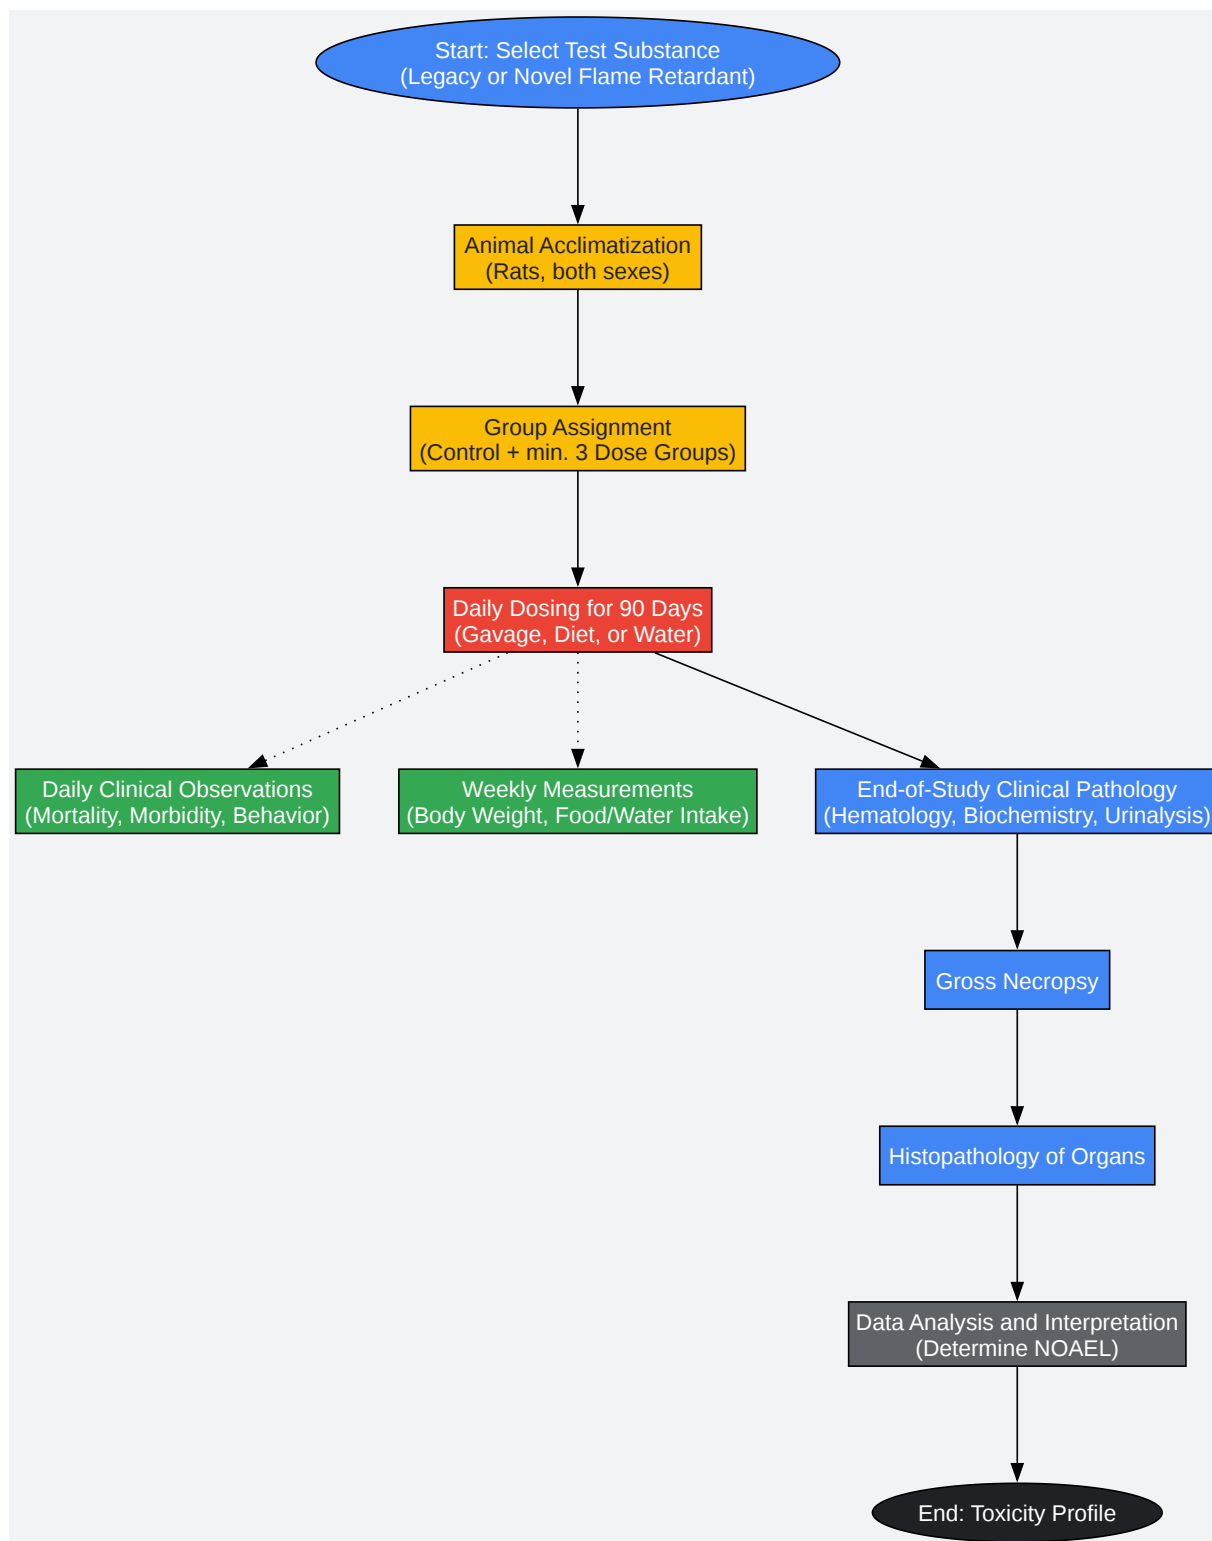 Start: Select Test Substance
(Legacy or Novel Flame Retardant)
Animal Acclimatization
(Rats, both sexes)
Group Assignment
(Control + min. 3 Dose Groups)
Daily Dosing for 90 Days
(Gavage, Diet, or Water)
Daily Clinical Observations
(Mortality, Morbidity, Behavior)
Weekly Measurements
(Body Weight, Food/Water Intake)
End-of-Study Clinical Pathology
(Hematology, Biochemistry, Urinalysis)
Gross Necropsy
Histopathology of Organs
Data Analysis and Interpretation
(Determine NOAEL)
End: Toxicity Profile